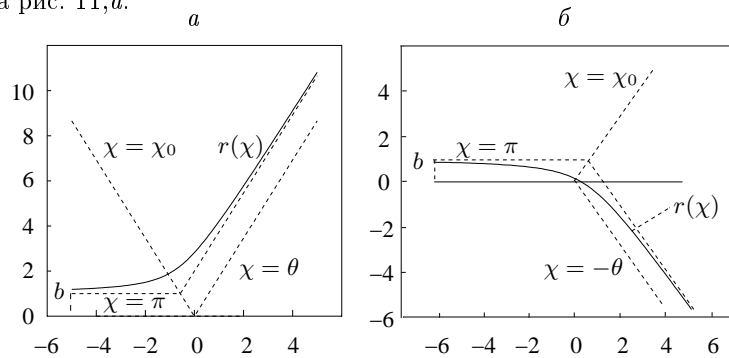 а рис. 11,а.
а
б
10
8
6
4
2
0
−6 −4 −2 0 2 4
χ = χ₀
r(χ)
χ = θ
b
χ = π
4
2
0
−2
−4
−6
−6 −4 −2 0 2 4 6
χ = χ₀
χ = π
b
r(χ)
χ = −θ